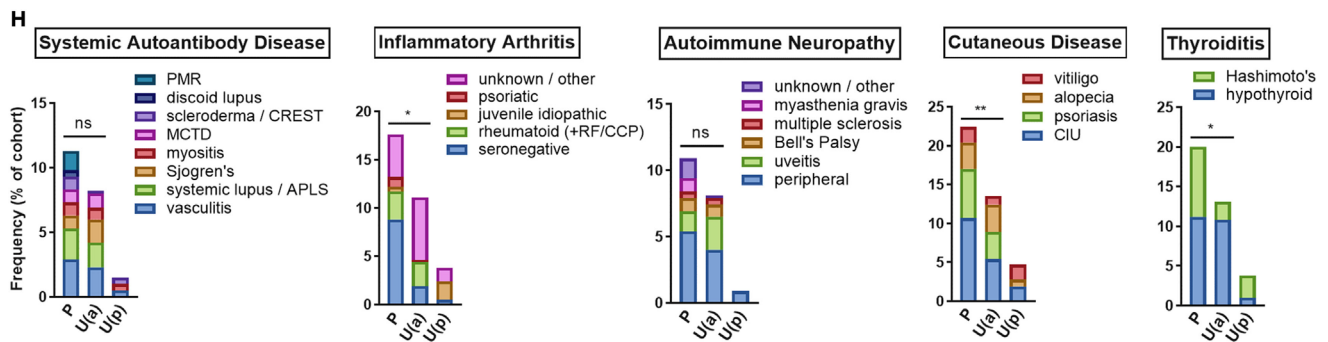 H
Systemic Autoantibody Disease
PMR
discoid lupus
scleroderma / CREST
MCTD
myositis
Sjogren's
systemic lupus / APLS
vasculitis
Frequency (% of cohort)
15
10
5
0
ns
P
U(a)
U(p)
Inflammatory Arthritis
unknown / other
psoriatic
juvenile idiopathic
rheumatoid (+RF/CCP)
seronegative
20
15
10
5
0
*
P
U(a)
U(p)
Autoimmune Neuropathy
unknown / other
myasthenia gravis
multiple sclerosis
Bell's Palsy
uveitis
peripheral
15
10
5
0
ns
P
U(a)
U(p)
Cutaneous Disease
vitiligo
alopecia
psoriasis
CIU
25
20
15
10
5
0
**
P
U(a)
U(p)
Thyroiditis
Hashimoto's
hypothyroid
25
20
15
10
5
0
*
P
U(a)
U(p)